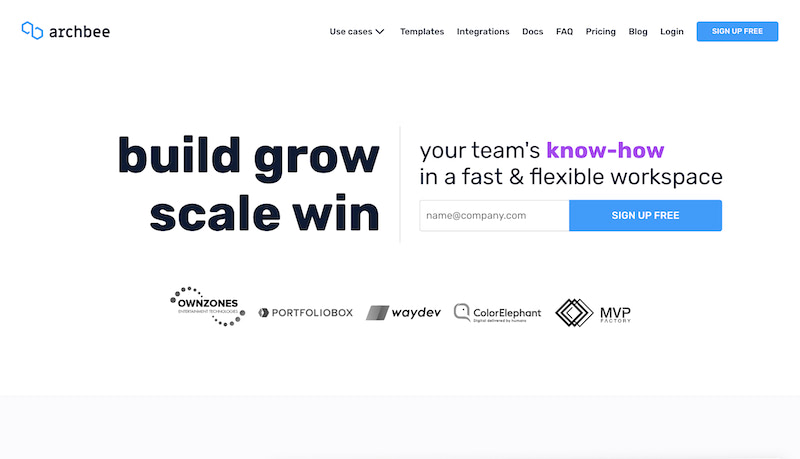 archbee
Use cases Templates Integrations Docs FAQ Pricing Blog Login SIGN UP FREE
build grow
scale win
your team's know-how
in a fast & flexible workspace
name@company.com SIGN UP FREE
OWNZONES
ENTERTAINMENT TECHNOLOGIES
PORTFOLIOBOX
waydev
ColorElephant
Digital delivered by humans
MVP
FACTORY